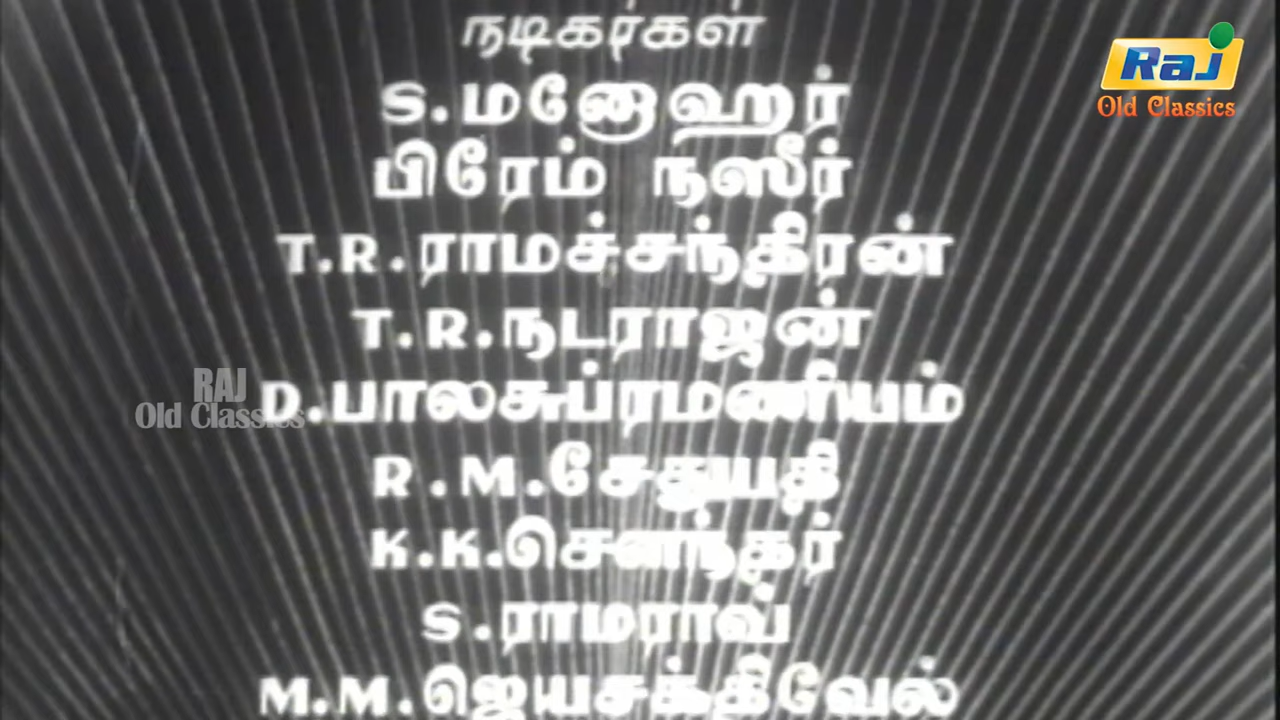 நடிகர்கள்
Raj
Old Classics
S.மனோஹர்
பிரேம் நஸீர்
T.R.ராமச்சந்திரன்
T.R.நடராஜன்
RAJ
Old Classics
D.பாலசுப்ரமணியம்
R.M.சேதுபதி
K.K.சௌந்தர்
S.ராமராவ்
M.M.ஜெயசக்திவேல்